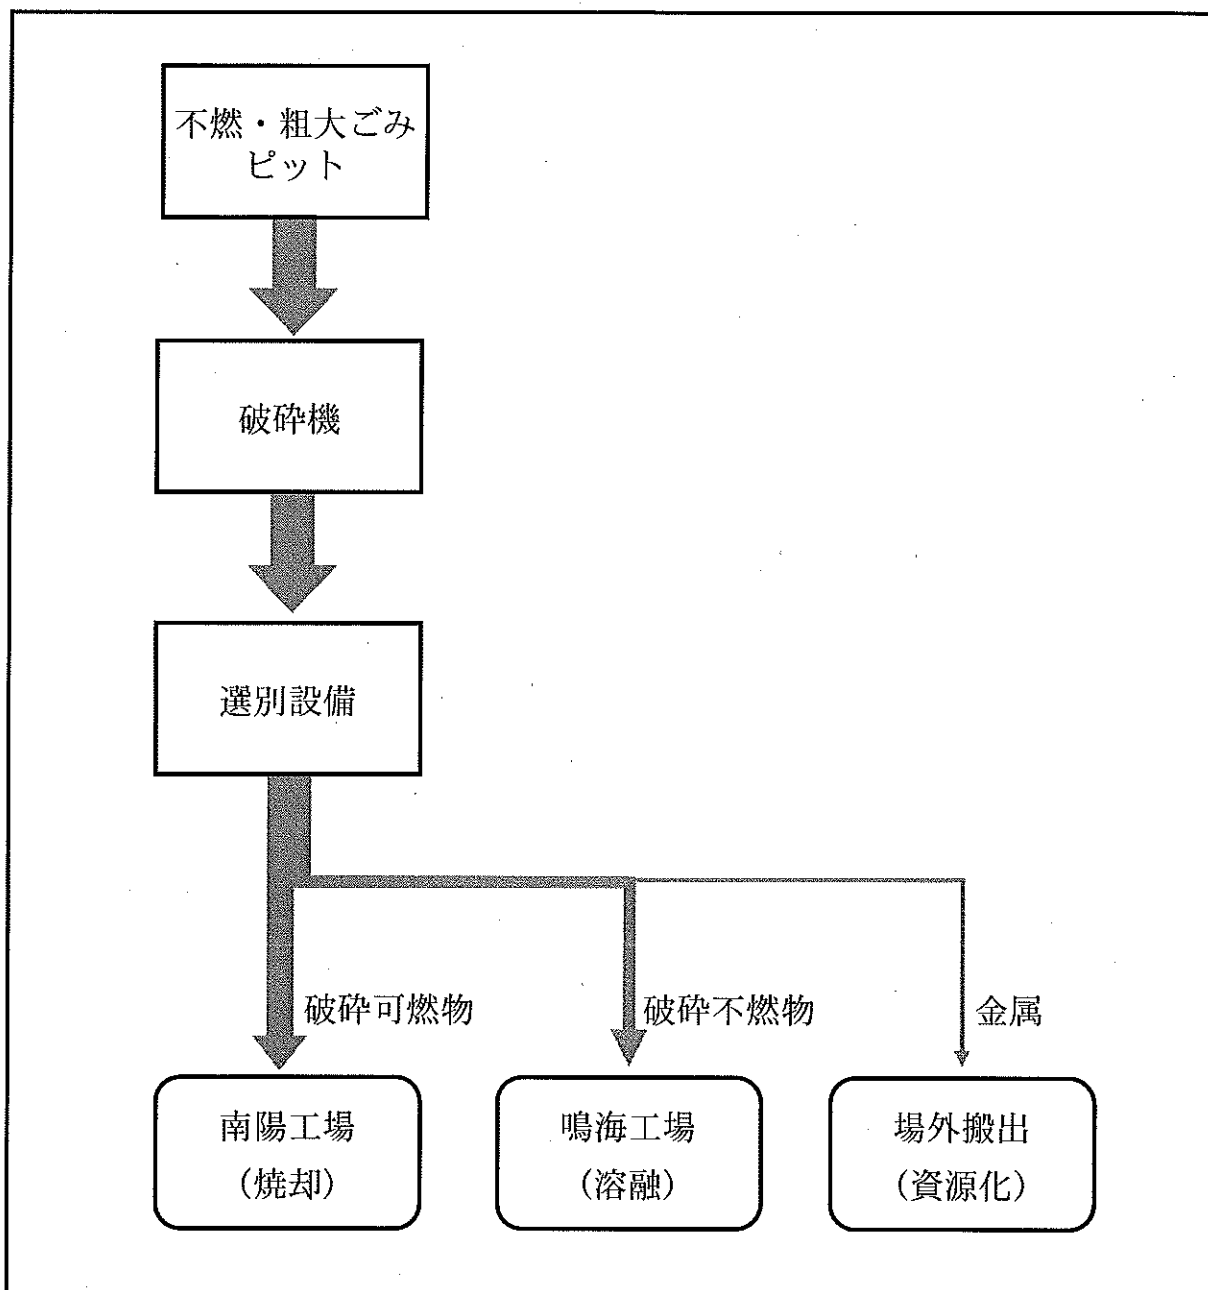 不燃・粗大ごみ
ピット
破砕機
選別設備
破砕可燃物
破砕不燃物
金属
南陽工場
(焼却)
鳴海工場
(溶融)
場外搬出
(資源化)